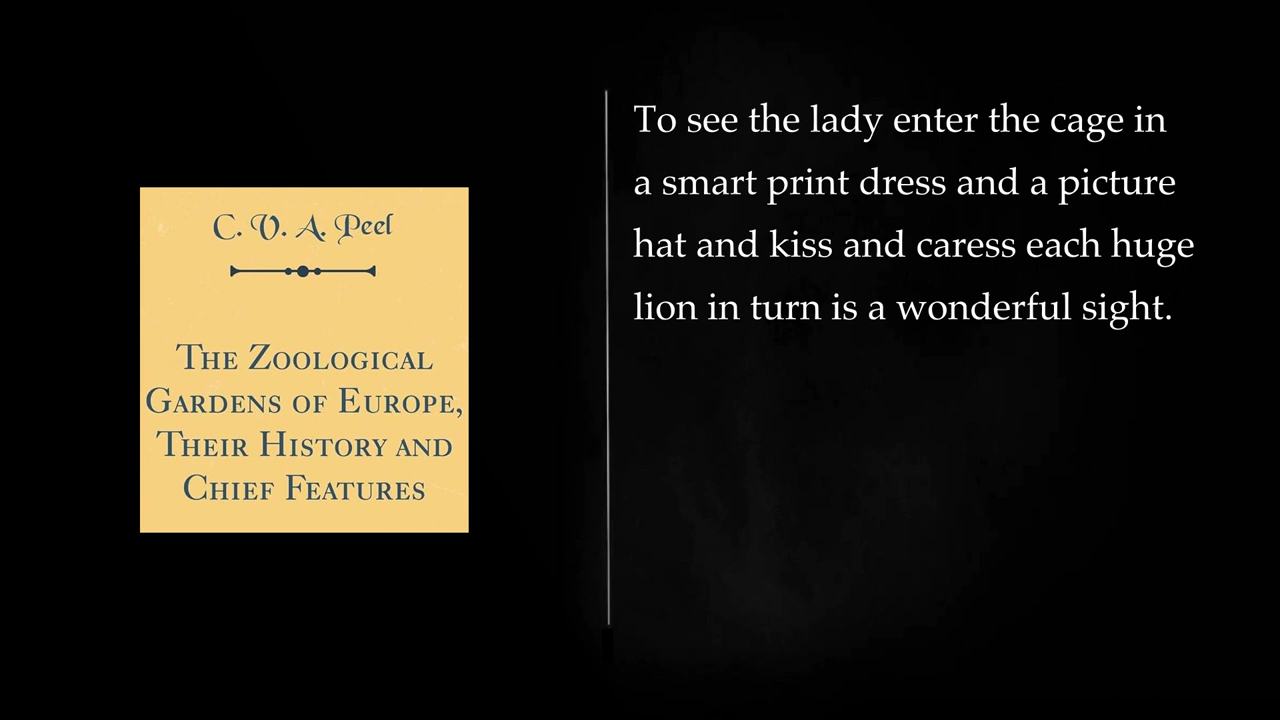 C. V. A. Peel
The Zoological
Gardens of Europe,
Their History and
Chief Features
To see the lady enter the cage in
a smart print dress and a picture
hat and kiss and caress each huge
lion in turn is a wonderful sight.